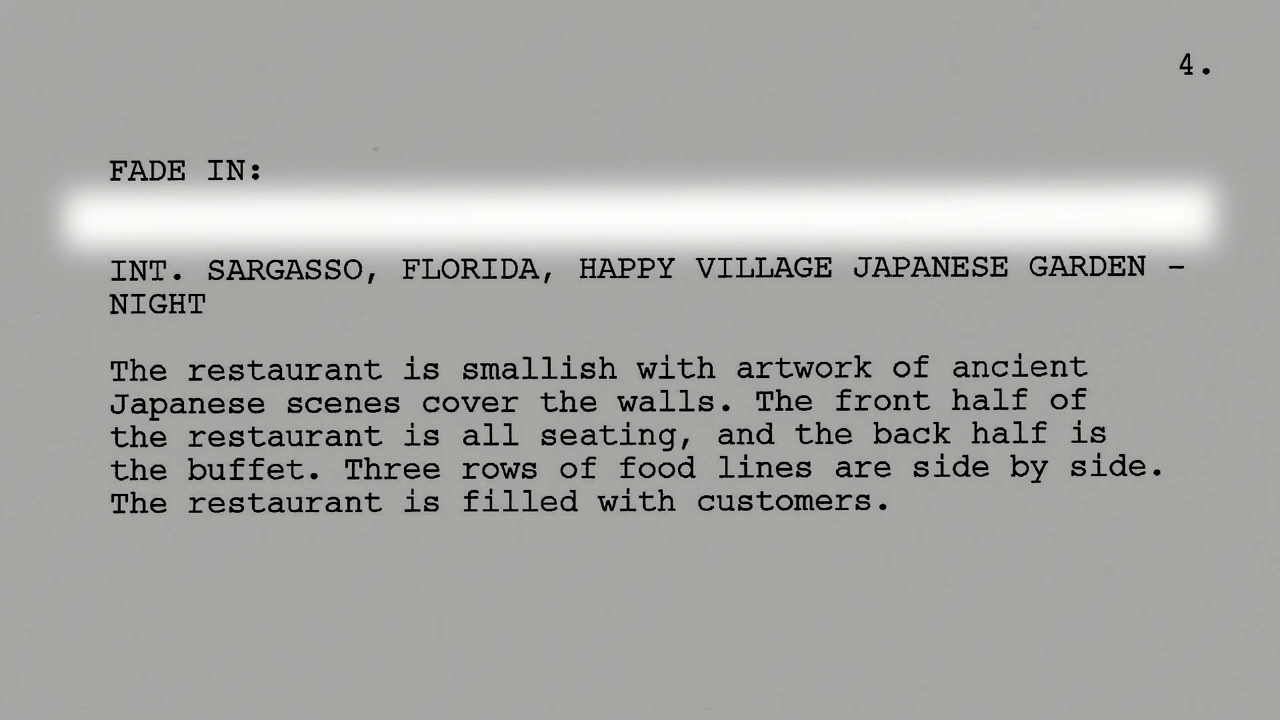 4.
FADE IN:
INT. SARGASSO, FLORIDA, HAPPY VILLAGE JAPANESE GARDEN –
NIGHT
The restaurant is smallish with artwork of ancient
Japanese scenes cover the walls. The front half of
the restaurant is all seating, and the back half is
the buffet. Three rows of food lines are side by side.
The restaurant is filled with customers.